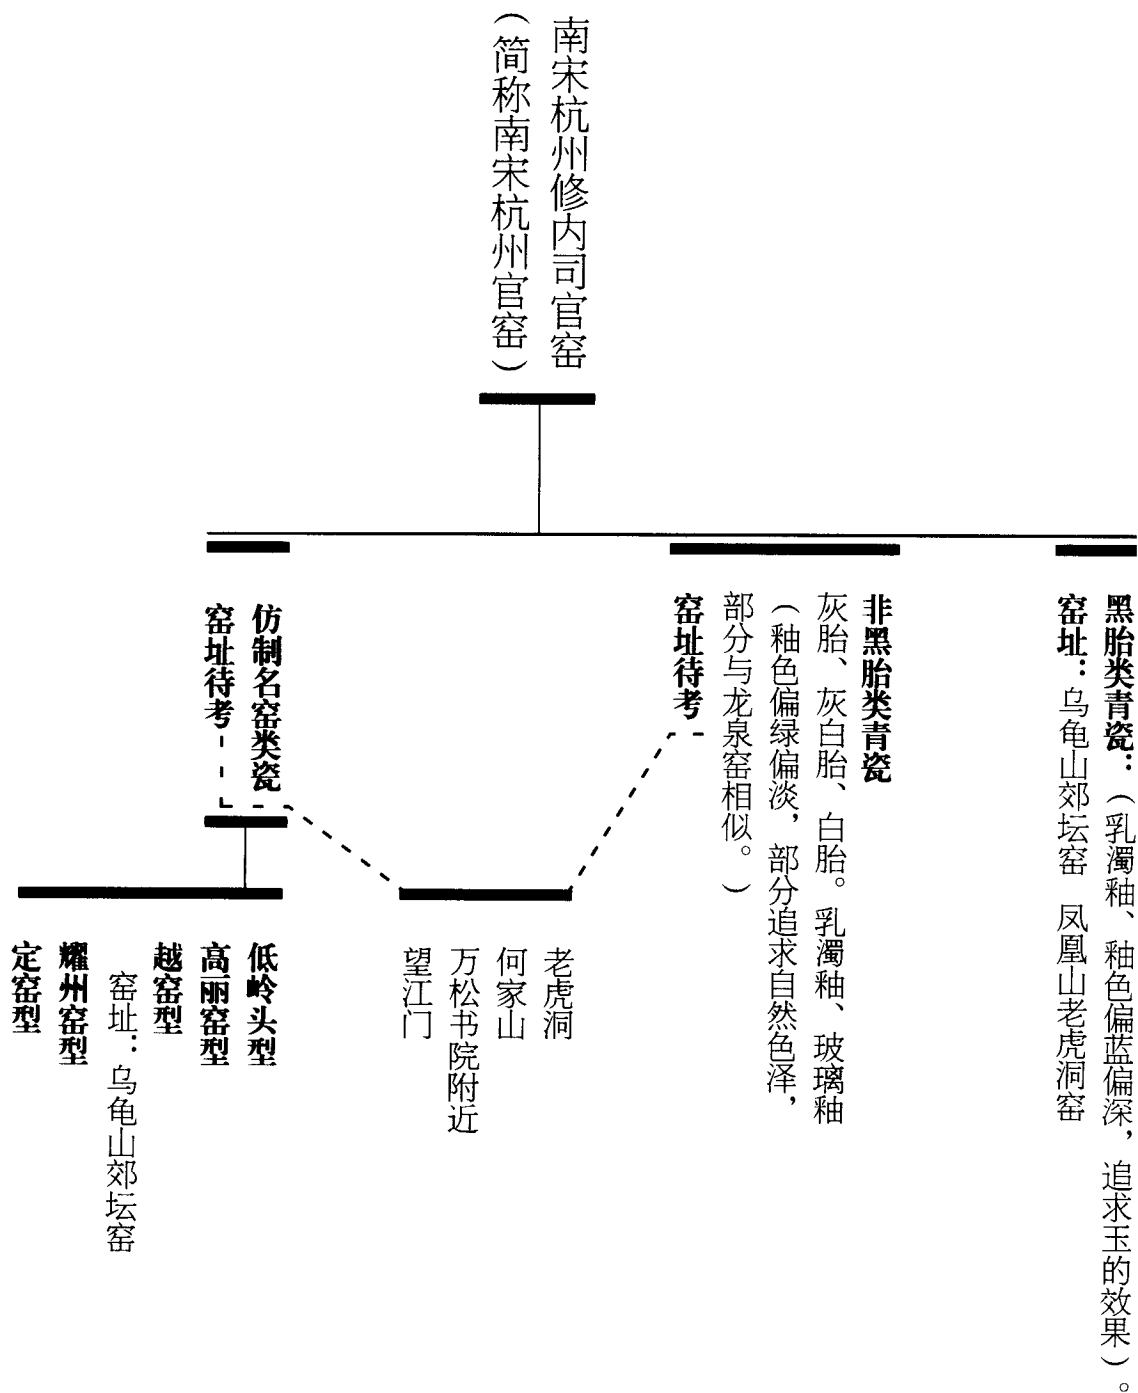 南宋杭州修内司官窑
（简称南宋杭州官窑）
黑胎类青瓷：（乳濁釉、釉色偏蓝偏深，追求玉的效果）。
窑址：乌龟山郊坛窑 凤凰山老虎洞窑
非黑胎类青瓷
灰胎、灰白胎、白胎。乳濁釉、玻璃釉
（釉色偏绿偏淡，部分追求自然色泽，
部分与龙泉窑相似。）
窑址待考
老虎洞
何家山
万松书院附近
望江门
仿制名窑类瓷
窑址待考
低岭头型
高丽窑型
越窑型
窑址：乌龟山郊坛窑
耀州窑型
定窑型